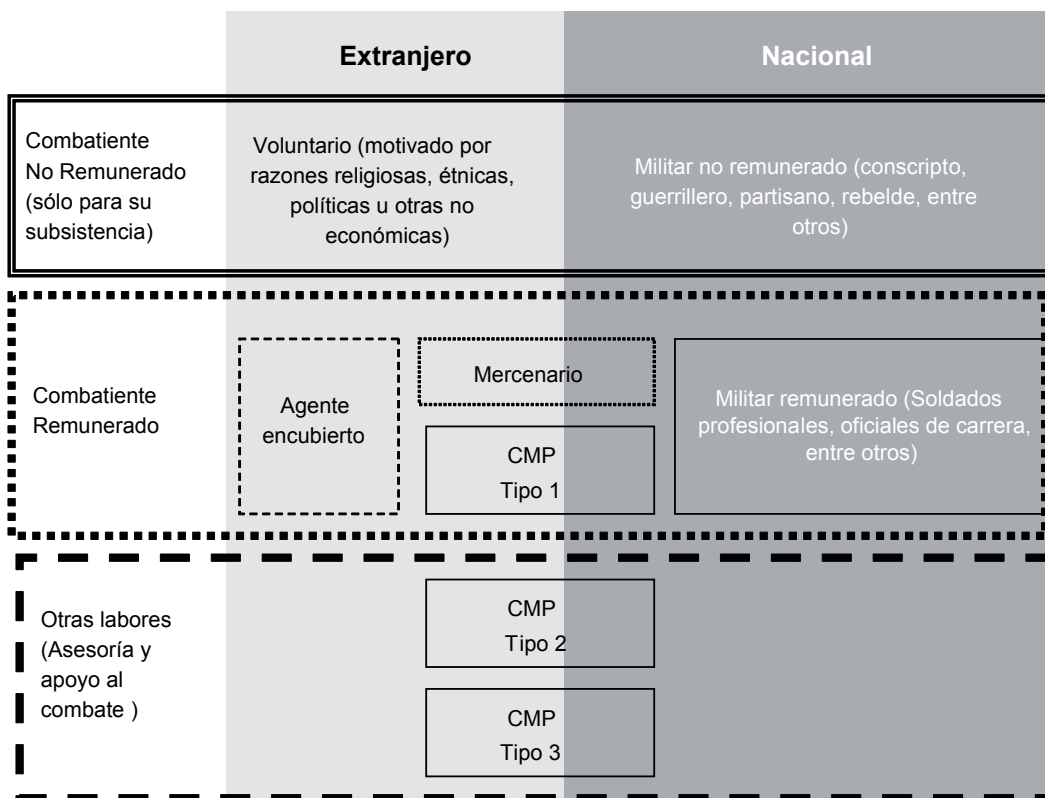 Extranjero
Nacional
Combatiente
No Remunerado
(sólo para su
subsistencia)
Voluntario (motivado por
razones religiosas, étnicas,
políticas u otras no
económicas)
Militar no remunerado (conscripto,
guerrillero, partisano, rebelde, entre
otros)
Combatiente
Remunerado
Agente
encubierto
Mercenario
CMP
Tipo 1
Militar remunerado (Soldados
profesionales, oficiales de carrera,
entre otros)
Otras labores
(Asesoría y
apoyo al
combate )
CMP
Tipo 2
CMP
Tipo 3